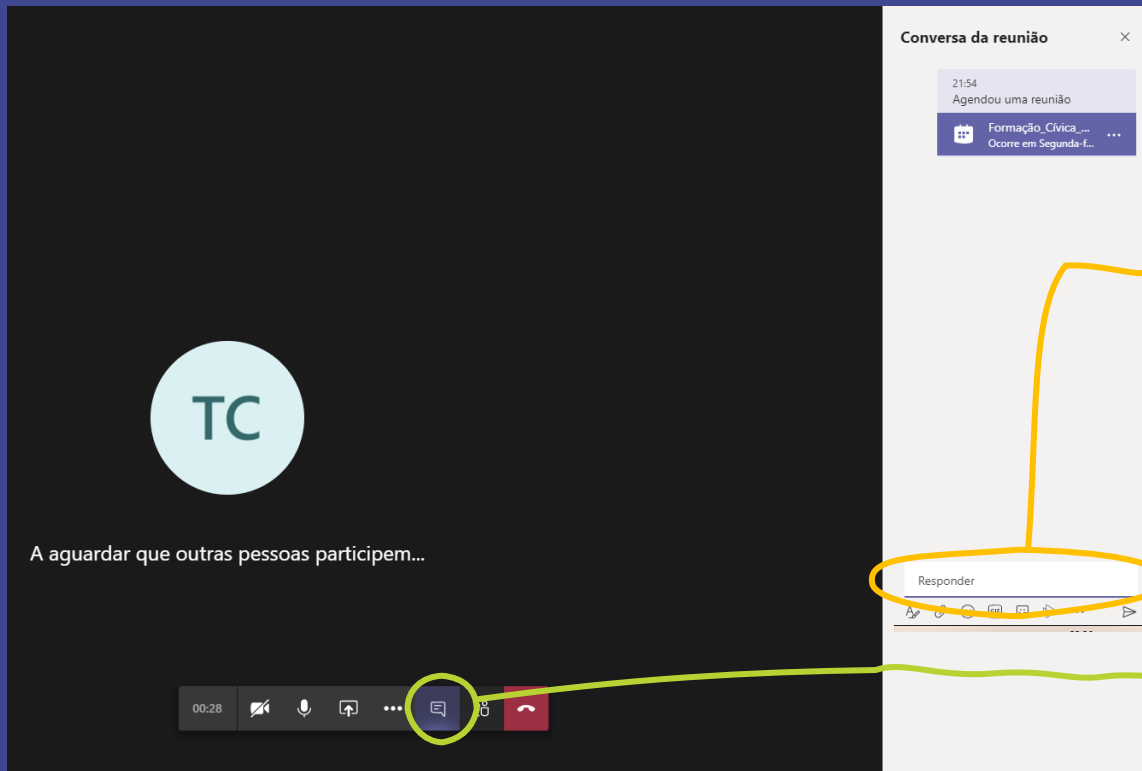 Conversa da reunião
21:54
Agendou uma reunião
Formação_Cívica_...
Ocorre em Segunda-f...
TC
A aguardar que outras pessoas participem...
Responder
GIF
00:28